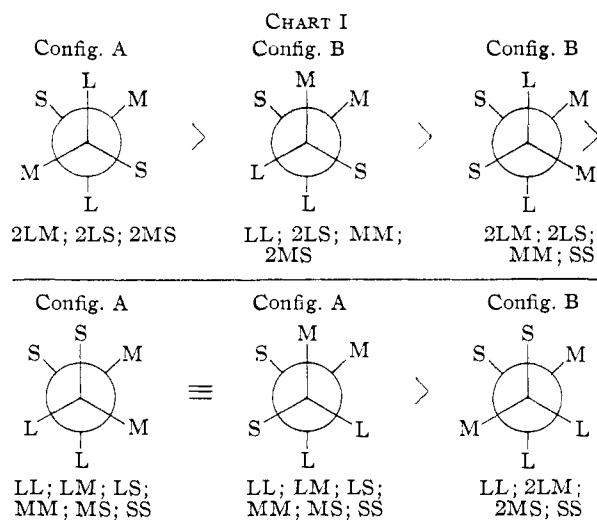 CHART I
Config. A Config. B Config. B
L M L
S M S M S M
> > >
M S L S S M
L L L
2LM; 2LS; 2MS LL; 2LS; MM; 2LM; 2LS;
2MS MM; SS
Config. A Config. A Config. B
S M S
S M S M S M
≡ >
L M S L M L
L L L
LL; LM; LS; LL; LM; LS; LL; 2LM;
MM; MS; SS MM; MS; SS 2MS; SS